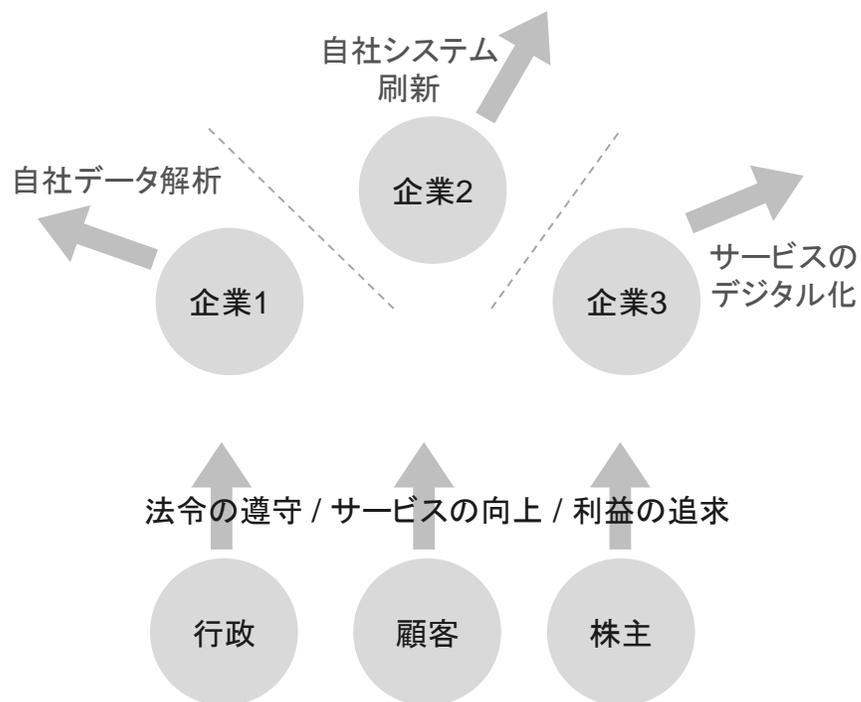 自社システム
刷新
企業2
自社データ解析
企業1
企業3
サービスの
デジタル化
法令の遵守 / サービスの向上 / 利益の追求
行政
顧客
株主